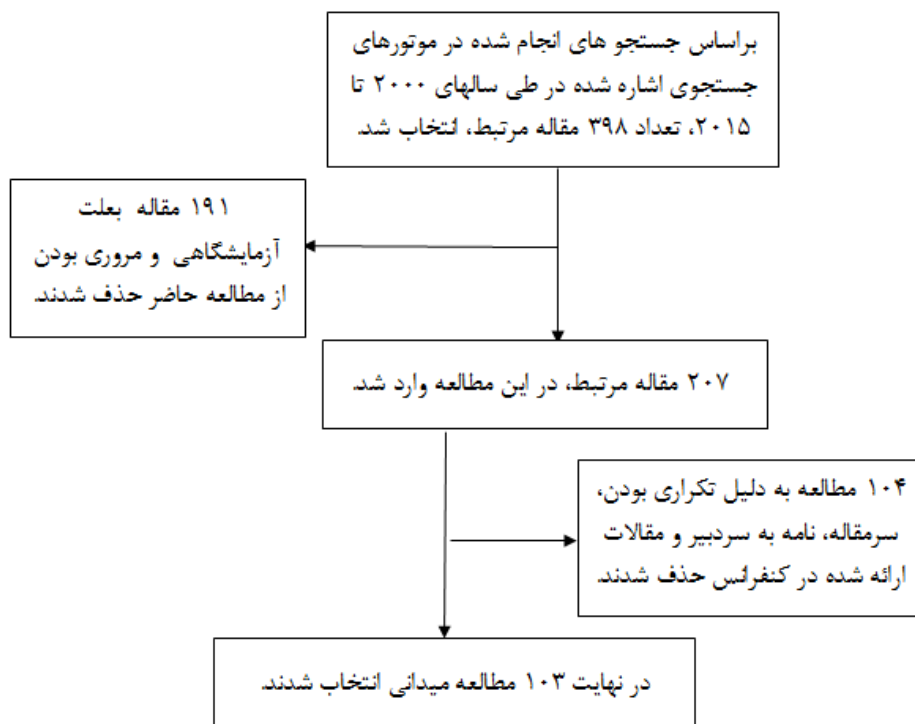 براساس جستجو های انجام شده در موتورهای
جستجوی اشاره شده در طی سالهای ۲۰۰۰ تا
۲۰۱۵، تعداد ۳۹۸ مقاله مرتبط، انتخاب شد.
۱۹۱ مقاله بعلت
آزمایشگاهی و مروری بودن
از مطالعه حاضر حذف شدند.
۲۰۷ مقاله مرتبط، در این مطالعه وارد شد.
۱۰۴ مطالعه به دلیل تکراری بودن،
سرمقاله، نامه به سردبیر و مقالات
ارائه شده در کنفرانس حذف شدند.
در نهایت ۱۰۳ مطالعه میدانی انتخاب شدند.